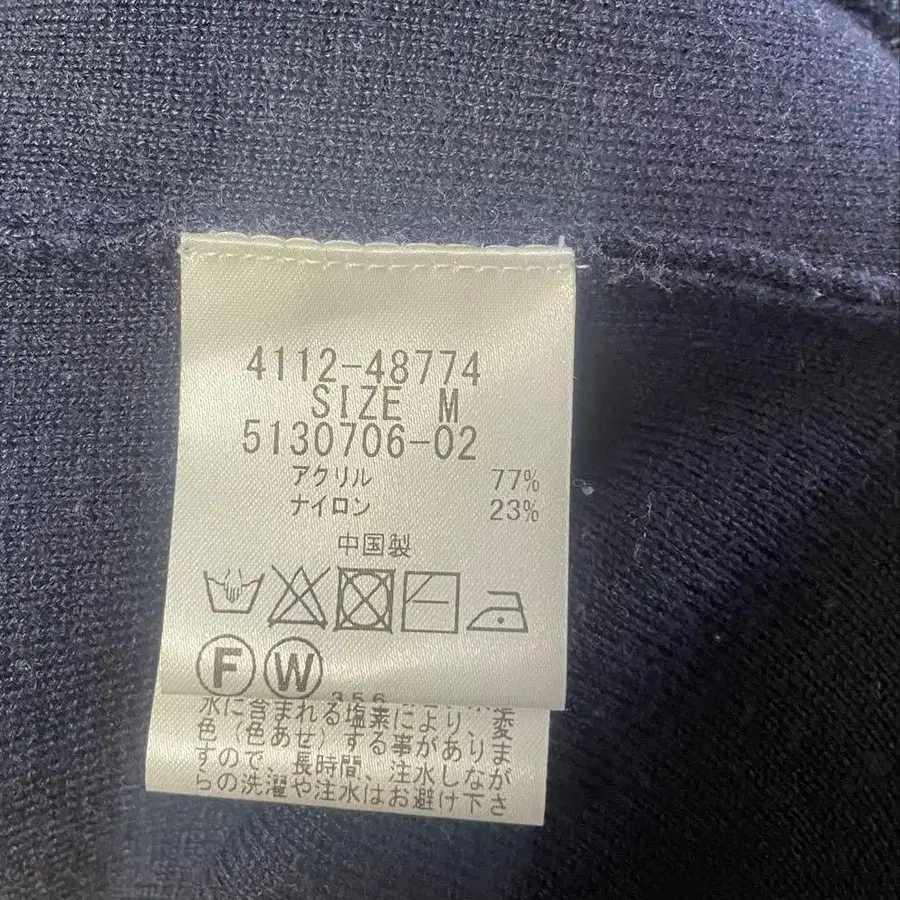 4112-48774
SIZE M
5130706-02
アクリル 77%
ナイロン 23%
中国製
F W
356
水に含まれる塩素により、 変
色(色あせ)する事がありま
すので、長時間、注水しなが
らの洗濯や注水はお避け下さ